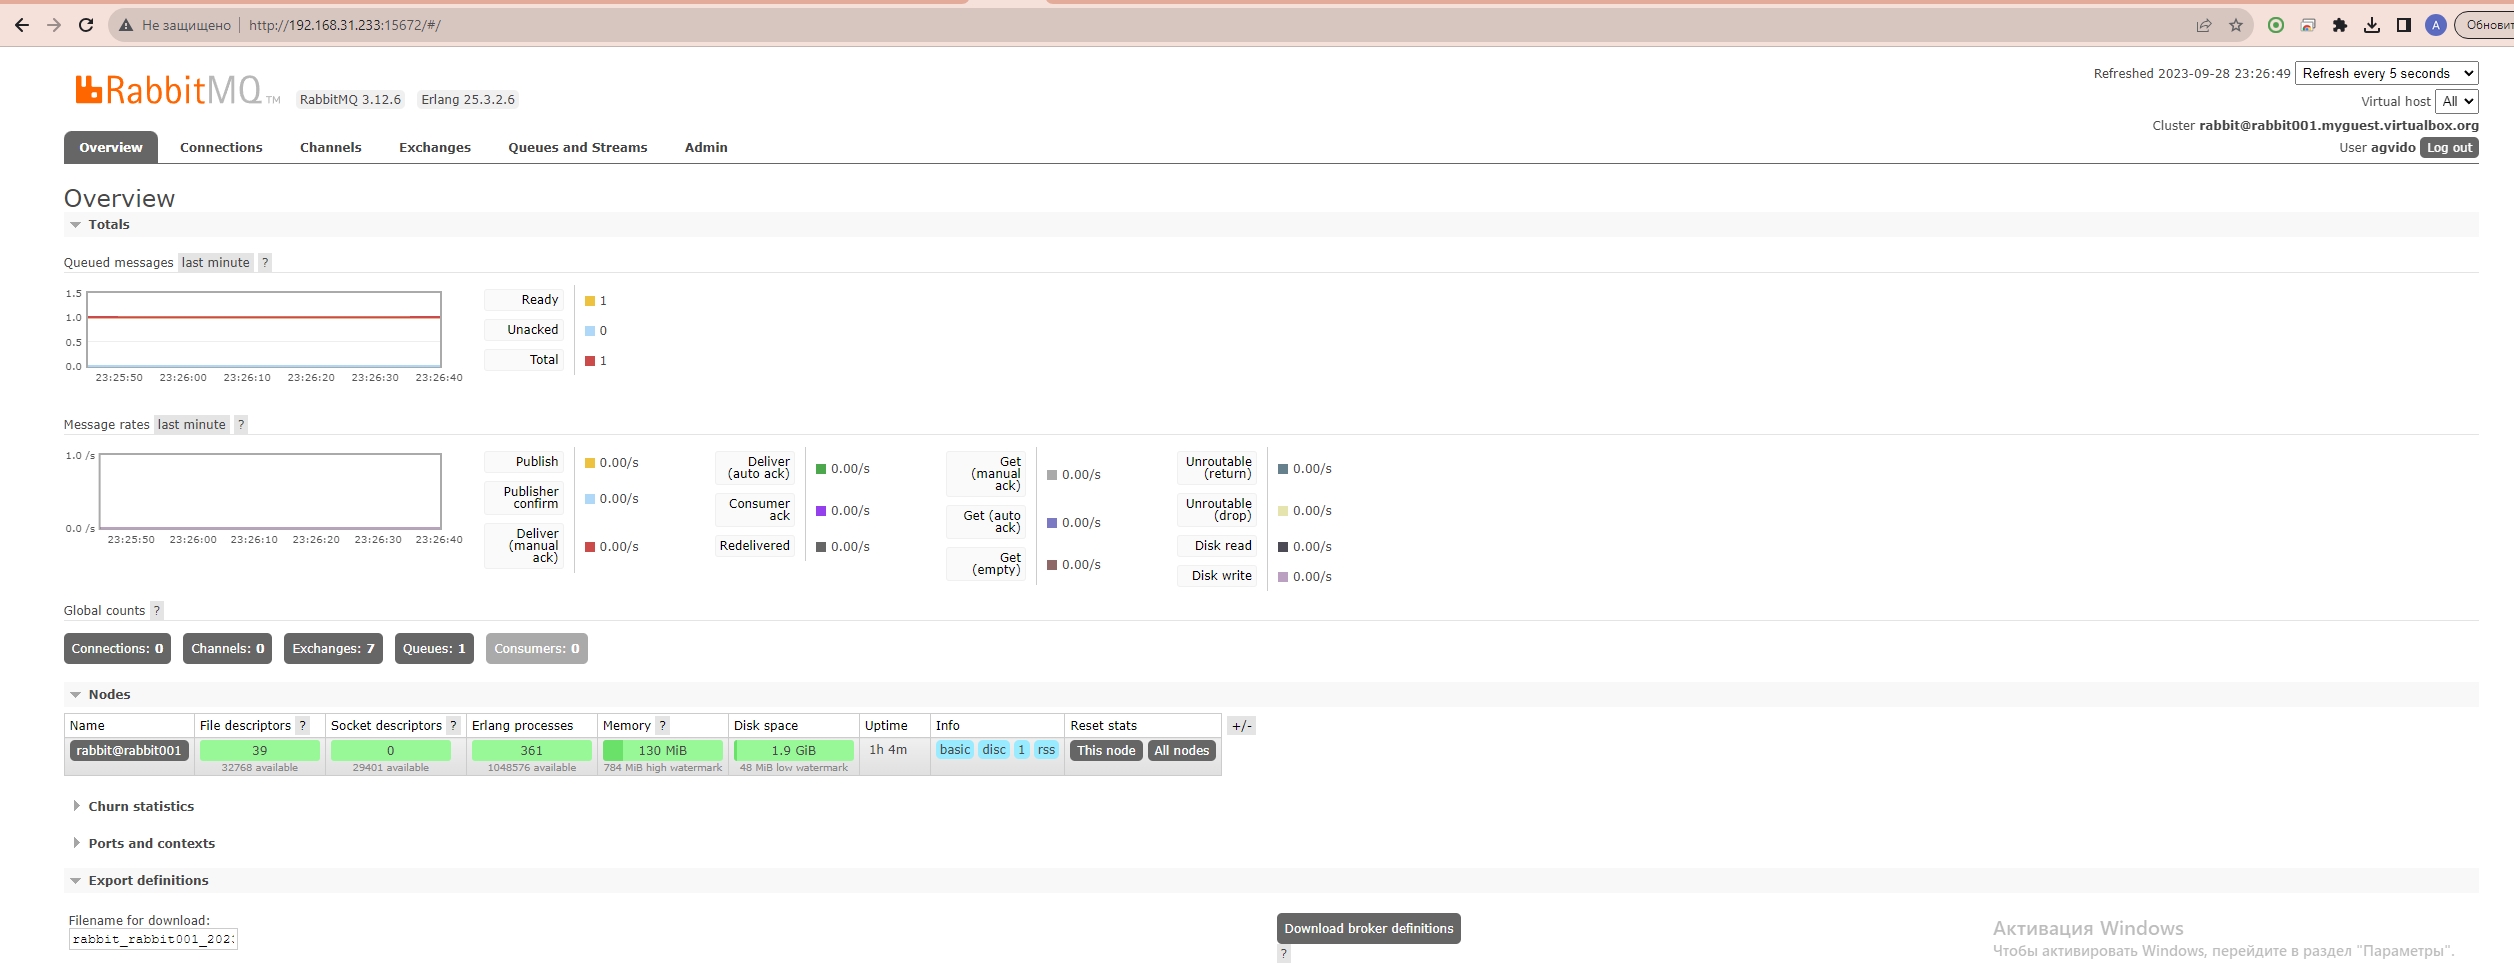 Не защищено http://192.168.31.233:15672/#/ A Обновит
RabbitMQ TM RabbitMQ 3.12.6 Erlang 25.3.2.6
Refreshed 2023-09-28 23:26:49 Refresh every 5 seconds
Virtual host All
Cluster rabbit@rabbit001.myguest.virtualbox.org
User agvido Log out
Overview Connections Channels Exchanges Queues and Streams Admin
Overview
Totals
Queued messages last minute ?
1.5
1.0
0.5
0.0
23:25:50 23:26:00 23:26:10 23:26:20 23:26:30 23:26:40
Ready 1
Unacked 0
Total 1
Message rates last minute ?
1.0 /s
0.0 /s
23:25:50 23:26:00 23:26:10 23:26:20 23:26:30 23:26:40
Publish 0.00/s
Publisher
confirm 0.00/s
Deliver
(manual
ack) 0.00/s
Deliver
(auto ack) 0.00/s
Consumer
ack 0.00/s
Redelivered 0.00/s
Get
(manual
ack) 0.00/s
Get (auto
ack) 0.00/s
Get
(empty) 0.00/s
Unroutable
(return) 0.00/s
Unroutable
(drop) 0.00/s
Disk read 0.00/s
Disk write 0.00/s
Global counts ?
Connections: 0 Channels: 0 Exchanges: 7 Queues: 1 Consumers: 0
Nodes
Name File descriptors ? Socket descriptors ? Erlang processes Memory ? Disk space Uptime Info Reset stats +/-
rabbit@rabbit001 39 0 361 130 MiB 1.9 GiB 1h 4m basic disc 1 rss This node All nodes
32768 available 29401 available 1048576 available 784 MiB high watermark 48 MiB low watermark
Churn statistics
Ports and contexts
Export definitions
Filename for download:
rabbit_rabbit001_202
Download broker definitions
?
Активация Windows
Чтобы активировать Windows, перейдите в раздел "Параметры".